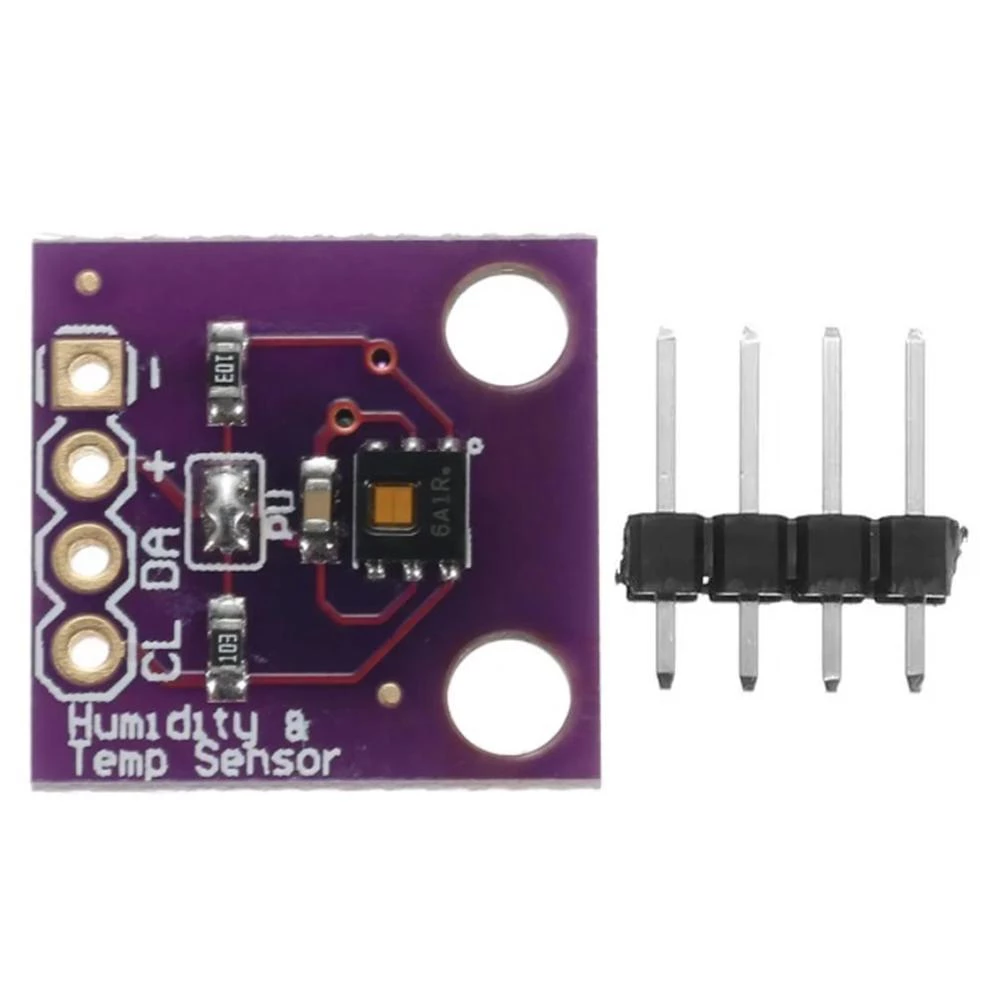 103
-
+
PU
6A1R.
DA
CL
103
Humidity &
Temp Sensor